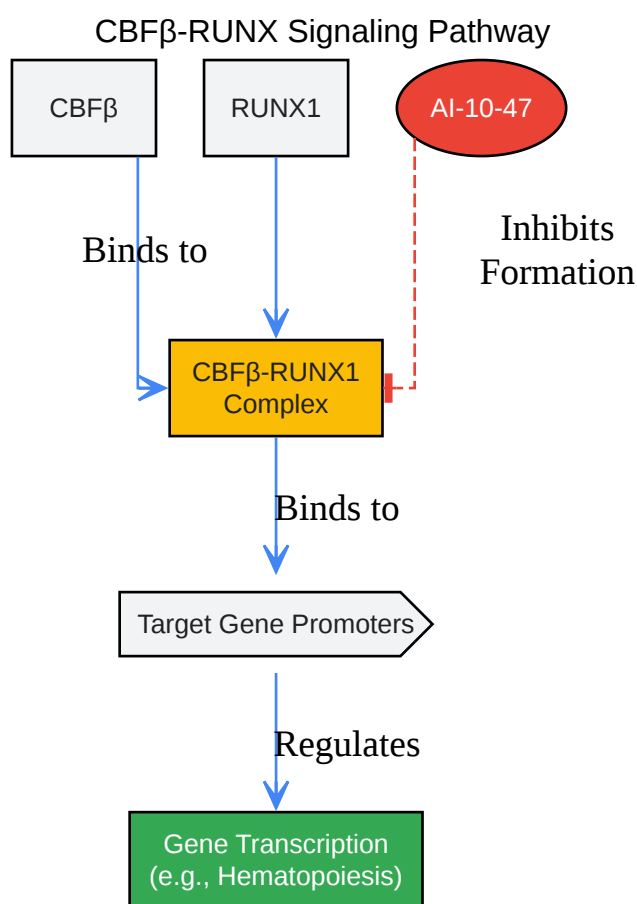 CBFβ-RUNX Signaling Pathway
CBFβ
RUNX1
AI-10-47
Binds to
Inhibits
Formation
CBFβ-RUNX1
Complex
Binds to
Target Gene Promoters
Regulates
Gene Transcription
(e.g., Hematopoiesis)